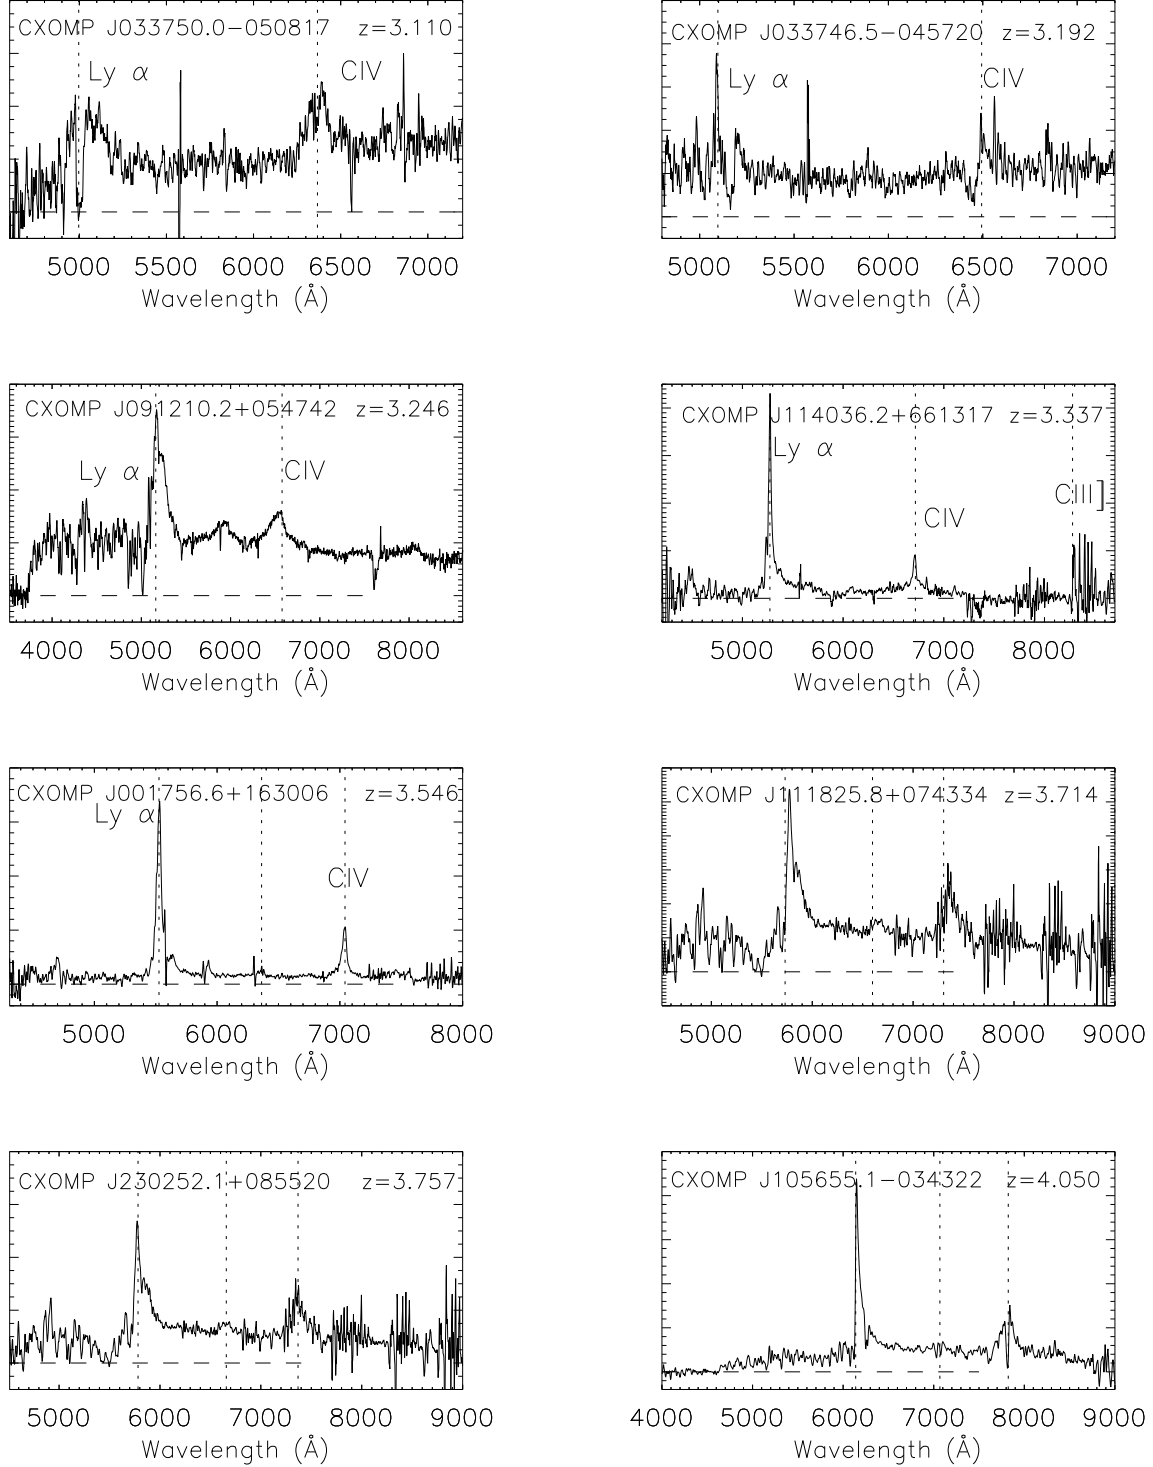 CXOMP J033750.0−050817 z=3.110
Ly α
CIV
5000 5500 6000 6500 7000
Wavelength (Å)
CXOMP J033746.5−045720 z=3.192
Ly α
CIV
5000 5500 6000 6500 7000
Wavelength (Å)
CXOMP J091210.2+054742 z=3.246
Ly α
CIV
4000 5000 6000 7000 8000
Wavelength (Å)
CXOMP J114036.2+661317 z=3.337
Ly α
CIII]
CIV
5000 6000 7000 8000
Wavelength (Å)
CXOMP J001756.6+163006 z=3.546
Ly α
CIV
5000 6000 7000 8000
Wavelength (Å)
CXOMP J111825.8+074334 z=3.714
5000 6000 7000 8000 9000
Wavelength (Å)
CXOMP J230252.1+085520 z=3.757
5000 6000 7000 8000 9000
Wavelength (Å)
CXOMP J105655.1−034322 z=4.050
4000 5000 6000 7000 8000 9000
Wavelength (Å)